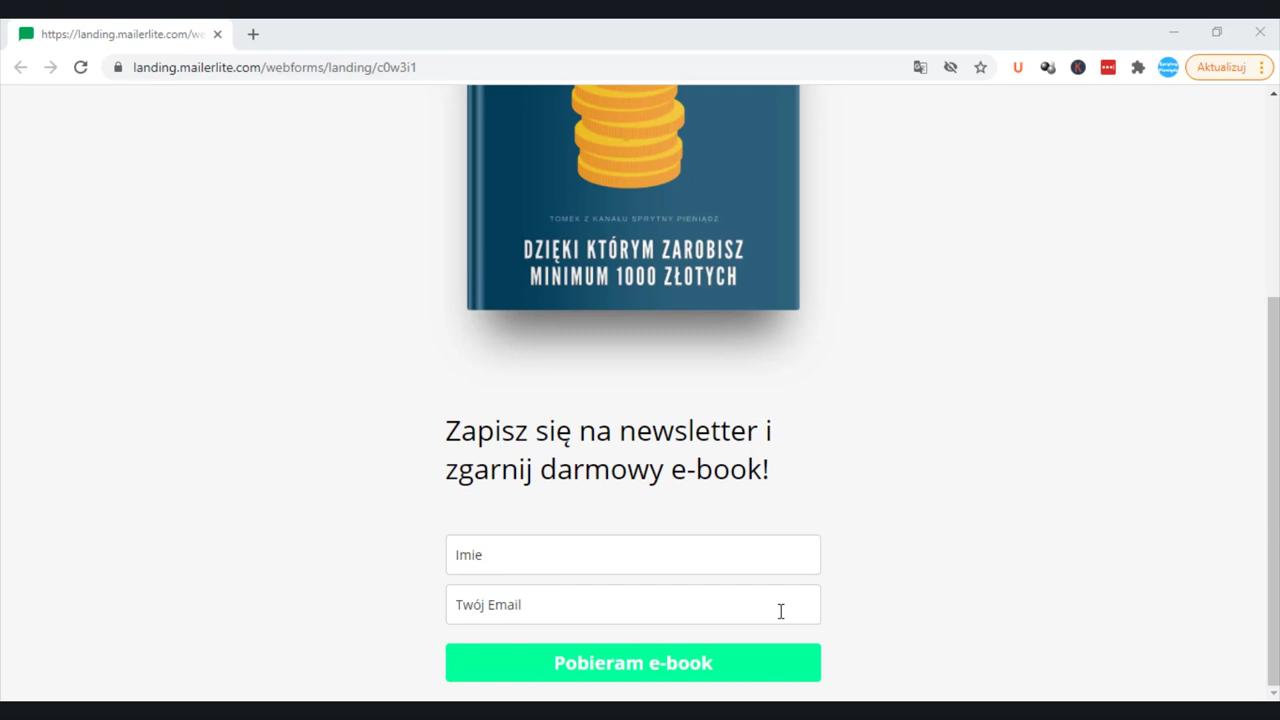 https://landing.mailerlite.com/we
landing.mailerlite.com/webforms/landing/c0w3i1
U
K
Aktualizuj
TOMEK Z KANAŁU SPRYTNY PIENIĄDZ
DZIĘKI KTÓRYM ZAROBISZ
MINIMUM 1000 ZŁOTYCH
Zapisz się na newsletter i
zgarnij darmowy e-book!
Imie
Twój Email
Pobieram e-book